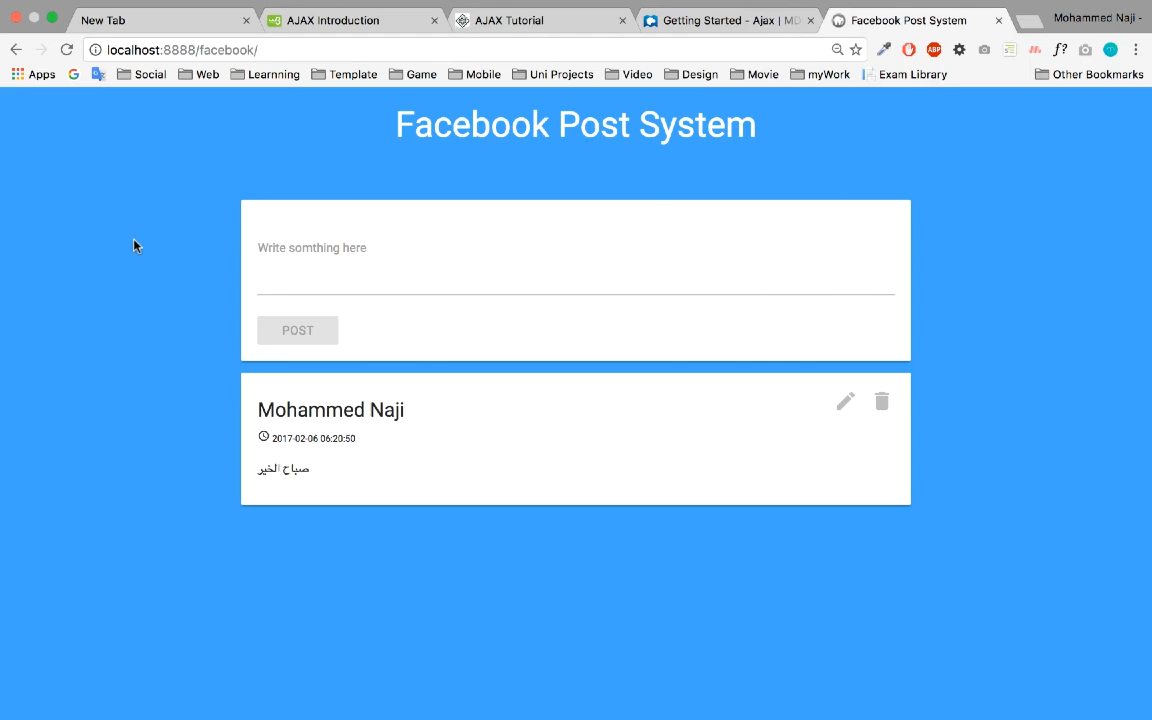 New Tab
AJAX Introduction
AJAX Tutorial
Getting Started - Ajax | MD
Facebook Post System
Mohammed Naji -
localhost:8888/facebook/
ABP
f?
Apps
Social
Web
Learnning
Template
Game
Mobile
Uni Projects
Video
Design
Movie
myWork
Exam Library
Other Bookmarks
Facebook Post System
Write somthing here
POST
Mohammed Naji
2017-02-06 06:20:50
صباح الخير